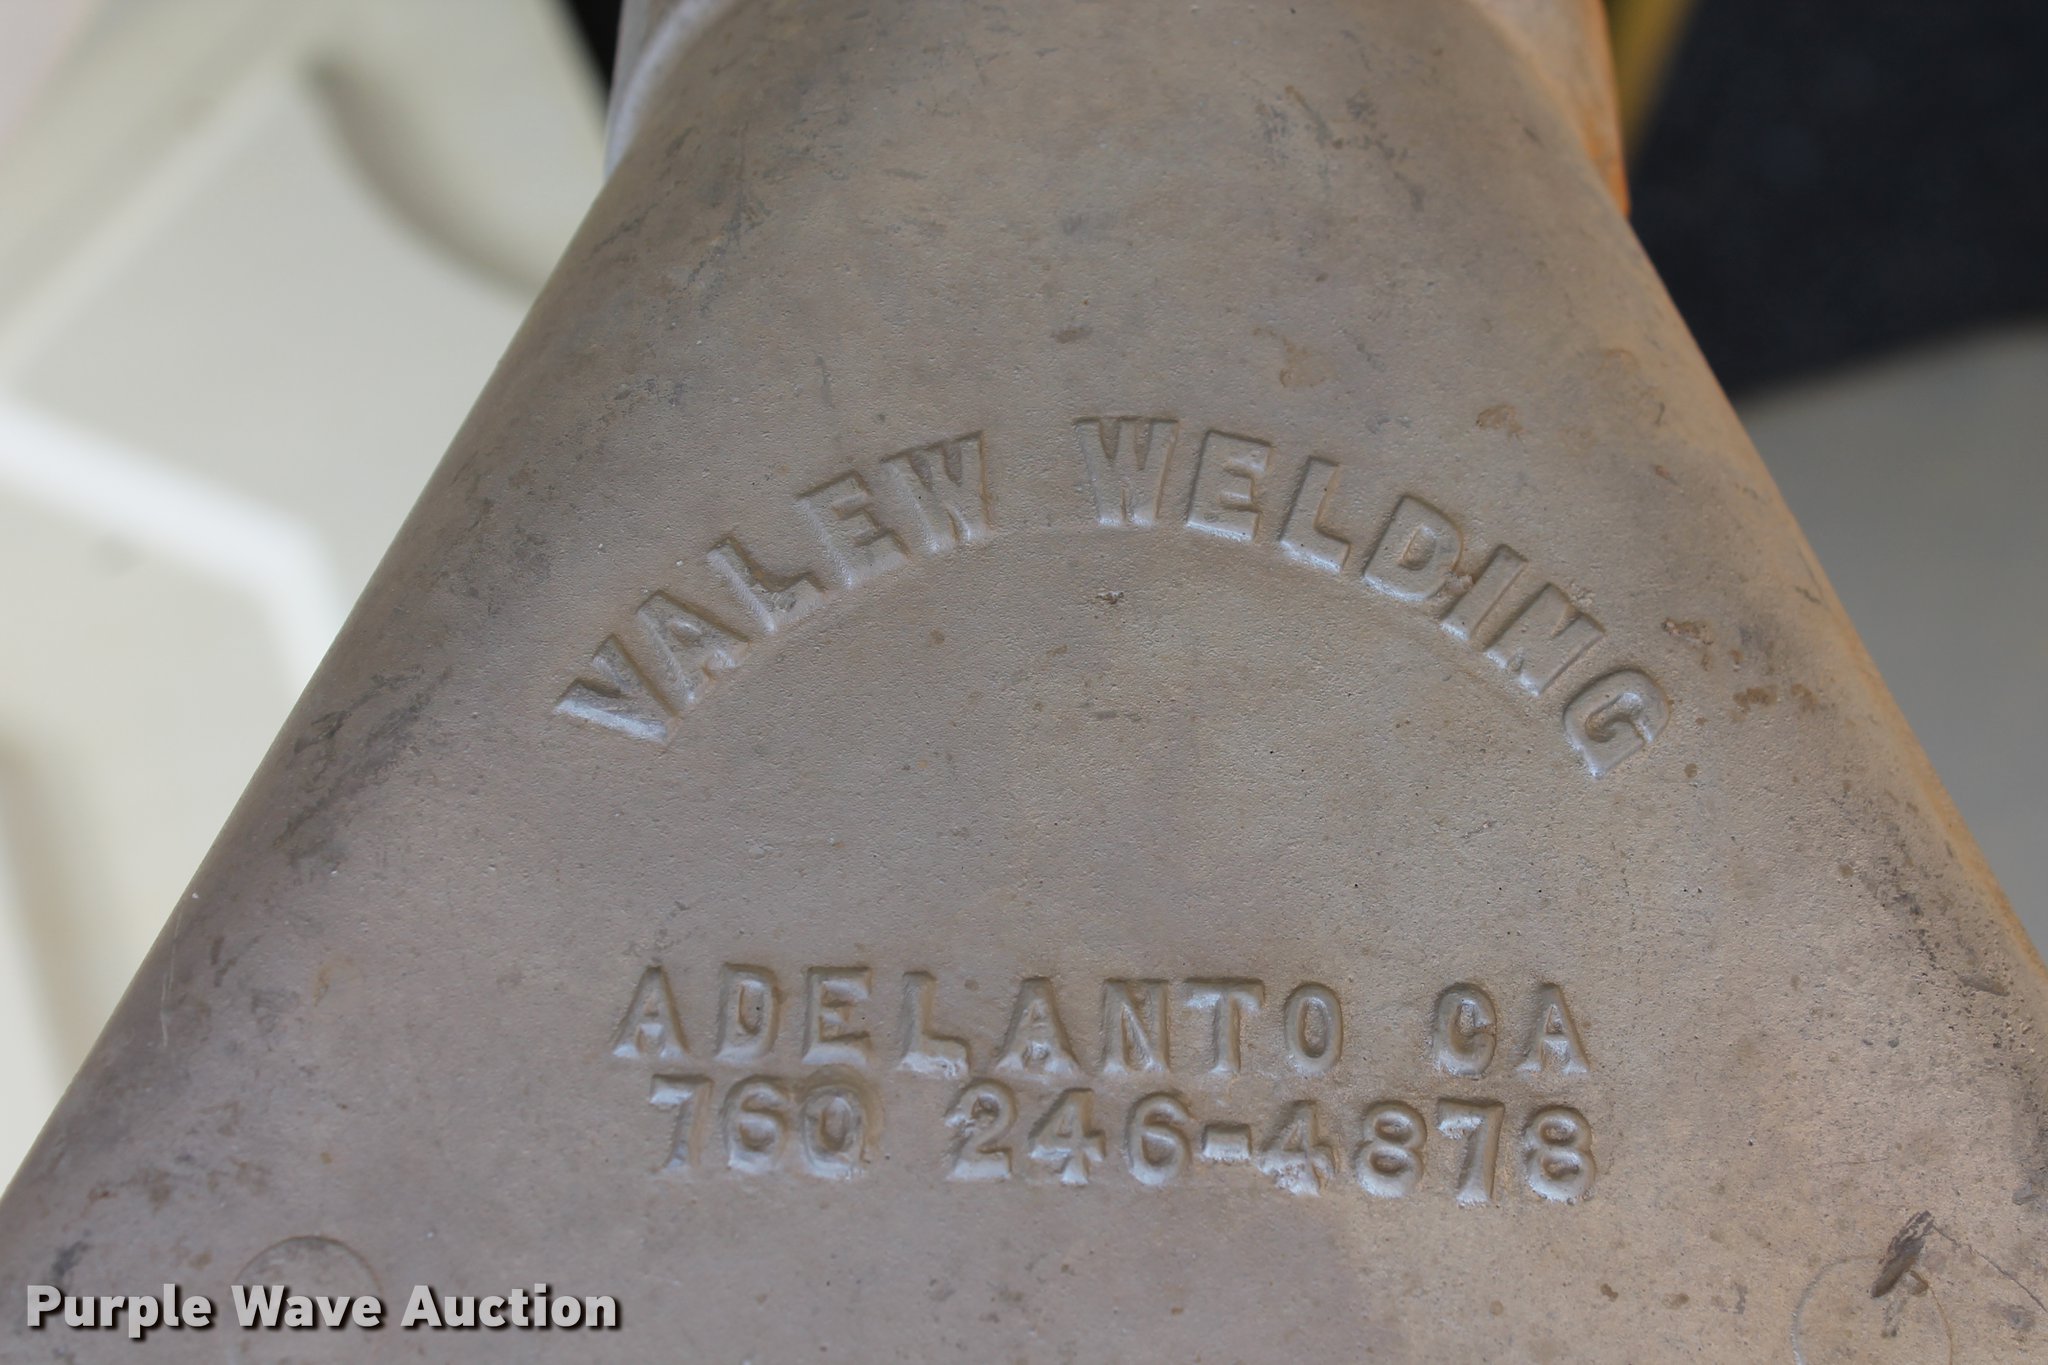 VALEW WELDING
ADELANTO CA
760 246-4878
Purple Wave Auction